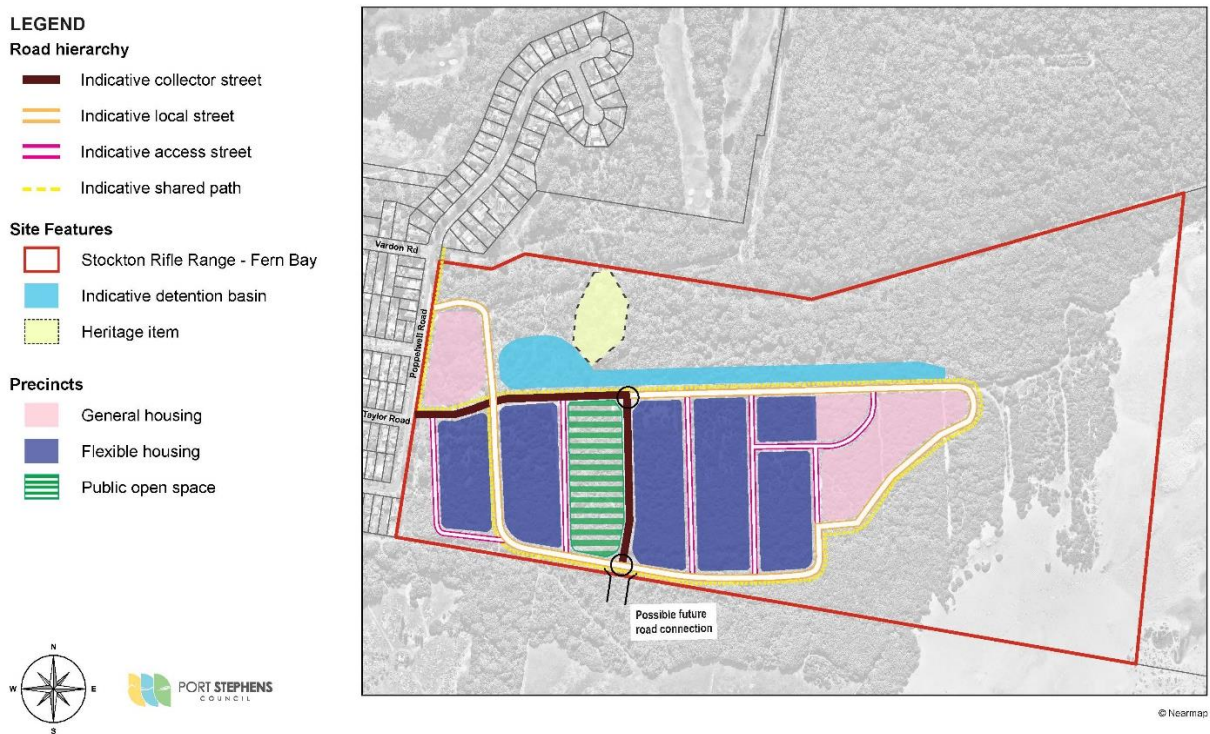 LEGEND
Road hierarchy
Indicative collector street
Indicative local street
Indicative access street
Indicative shared path
Site Features
Stockton Rifle Range - Fern Bay
Indicative detention basin
Heritage item
Precincts
General housing
Flexible housing
Public open space
N
W
E
S
PORT STEPHENS
COUNCIL
Vardon Rd
Poppelwell Road
Taylor Road
Possible future
road connection
© Nearmap